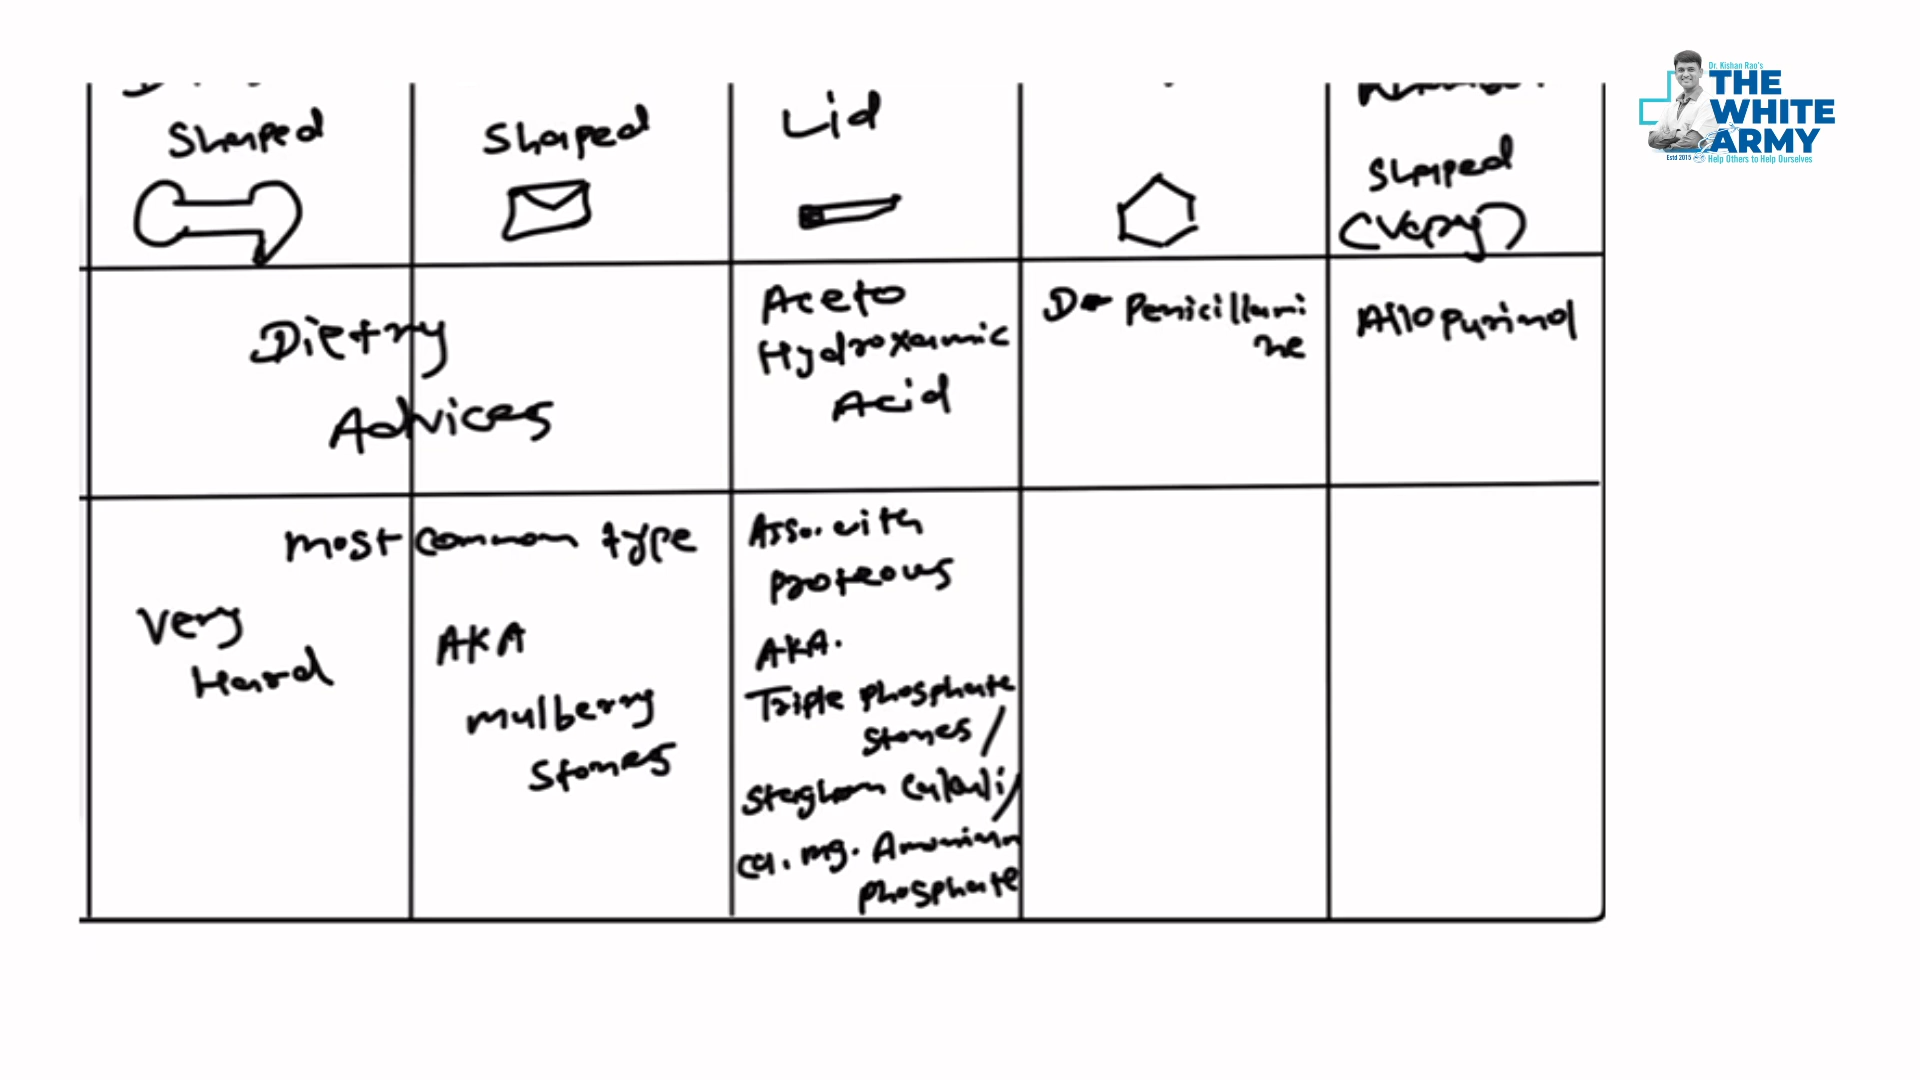 Shaped
Shaped
Lid
Shaped
(Vary)
Dietry
Advices
Aceto
Hydroxamic
Acid
D- Penicillami
ne
Allopurinol
most common type
Very
Hard
AKA
mulberry
Stones
Asso. with
proteous
AKA.
Triple phosphate
Stones /
Staghorn Calculi/
Ca. mg. Ammonium
phosphate
Dr. Kishan Rao's
THE
WHITE
ARMY
Estd 2015
Help Others to Help Ourselves